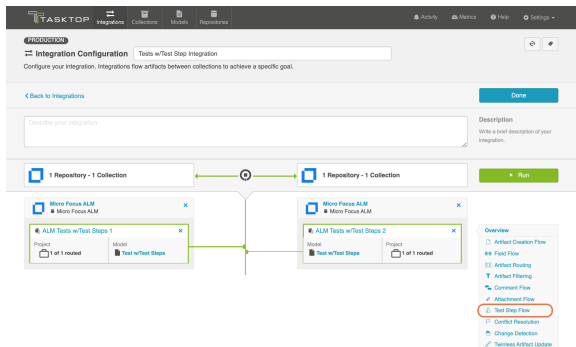 TASKTOP
Integrations
Collections
Models
Repositories
Activity
Metrics
Help
Settings
PRODUCTION
Integration Configuration
Tests w/Test Step Integration
Configure your integration. Integrations flow artifacts between collections to achieve a specific goal.
Back to Integrations
Done
Describe your integration
Description
Write a brief description of your
integration.
1 Repository - 1 Collection
1 Repository - 1 Collection
Run
Micro Focus ALM
Micro Focus ALM
ALM Tests w/Test Steps 1
Project
1 of 1 routed
Model
Test w/Test Steps
Micro Focus ALM
Micro Focus ALM
ALM Tests w/Test Steps 2
Model
Test w/Test Steps
Project
1 of 1 routed
Overview
Artifact Creation Flow
Field Flow
Artifact Routing
Artifact Filtering
Comment Flow
Attachment Flow
Test Step Flow
Conflict Resolution
Change Detection
Twinless Artifact Update